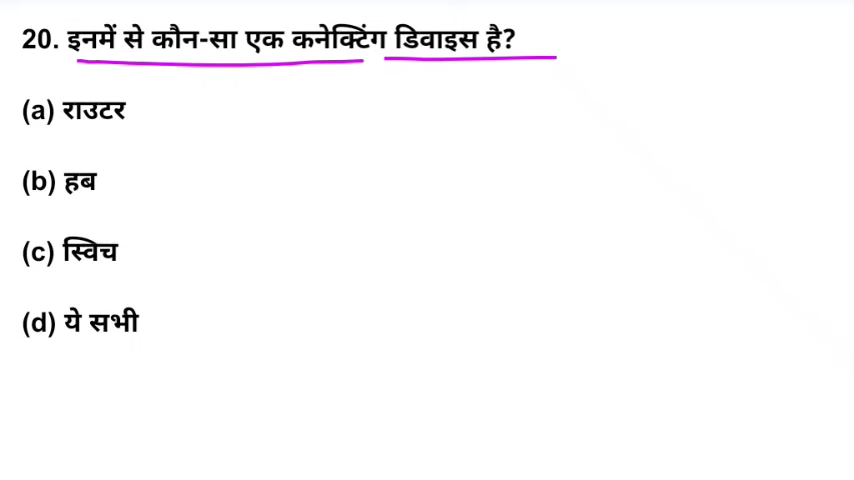 20. इनमें से कौन-सा एक कनेक्टिंग डिवाइस है?
(a) राउटर
(b) हब
(c) स्विच
(d) ये सभी